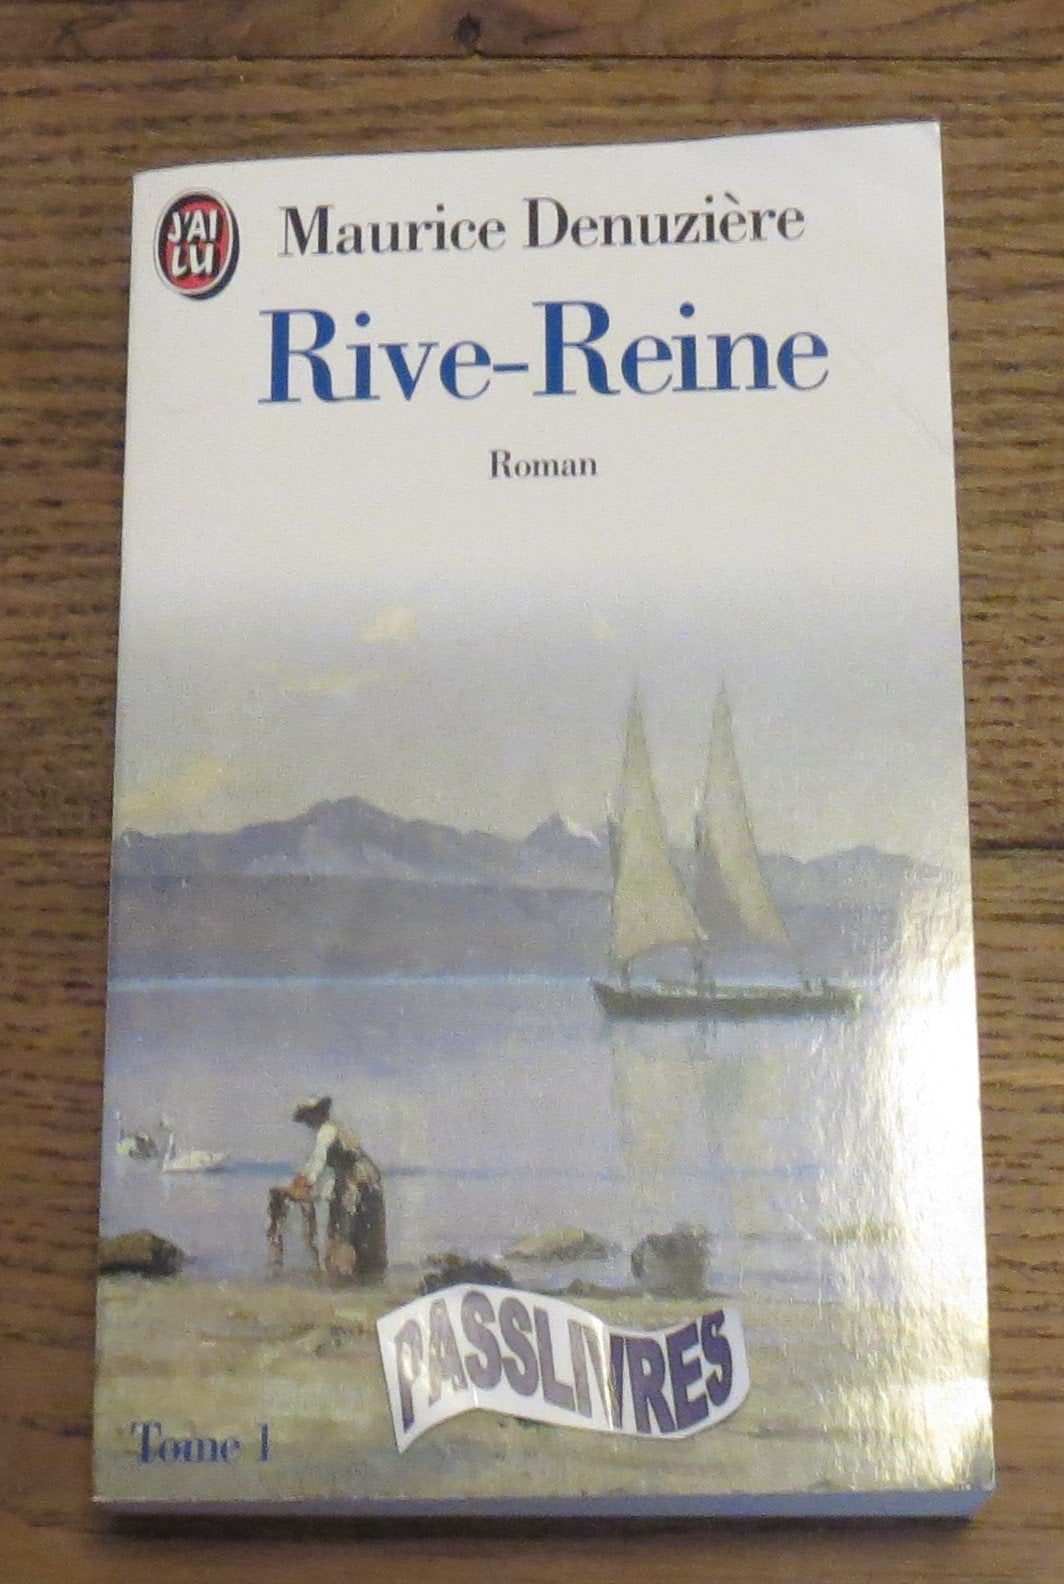 J'AI
LU
Maurice Denuzière
Rive-Reine
Roman
PASSLIVRES
Tome 1